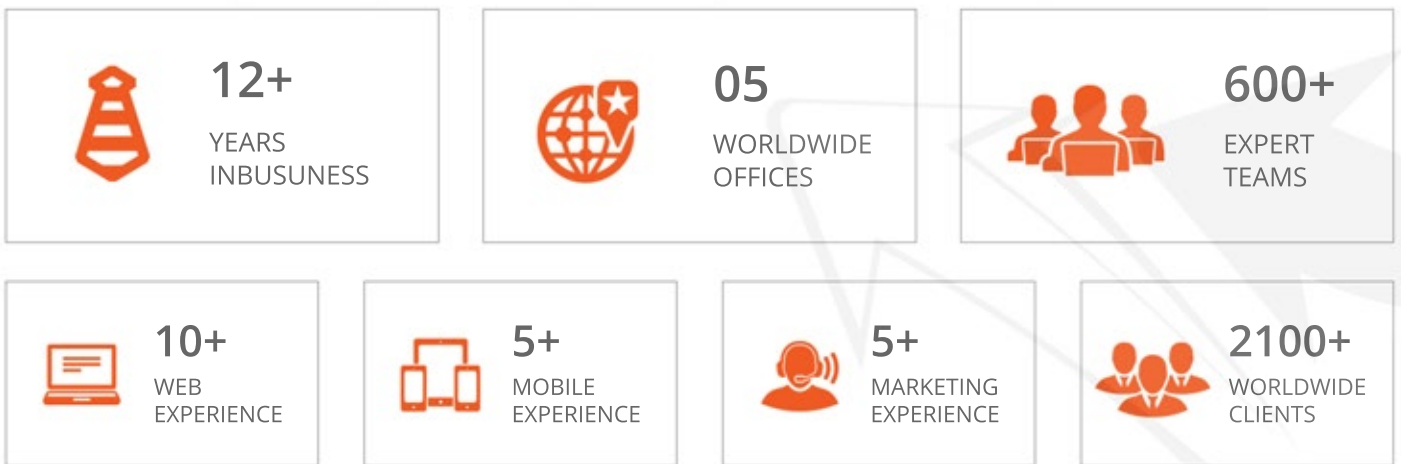 12+
YEARS
INBUSUNESS
05
WORLDWIDE
OFFICES
600+
EXPERT
TEAMS
10+
WEB
EXPERIENCE
5+
MOBILE
EXPERIENCE
5+
MARKETING
EXPERIENCE
2100+
WORLDWIDE
CLIENTS